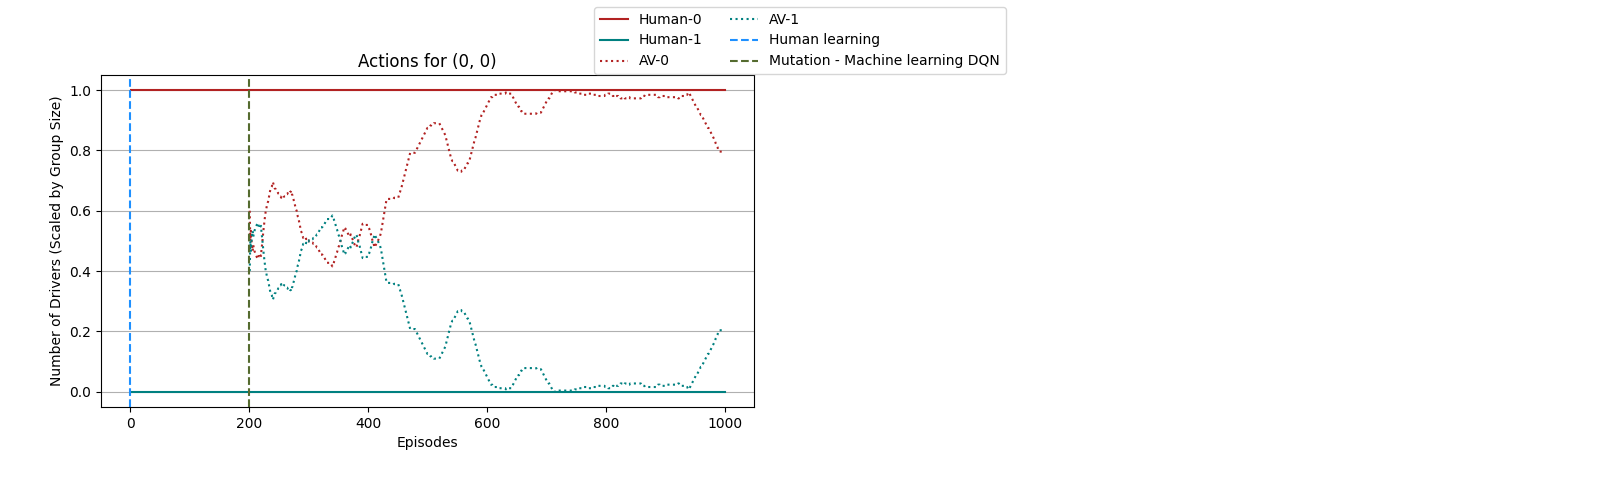 Human-0
Human-1
AV-0
AV-1
Human learning
Mutation - Machine learning DQN
Actions for (0, 0)
Number of Drivers (Scaled by Group Size)
1.0
0.8
0.6
0.4
0.2
0.0
0 200 400 600 800 1000
Episodes